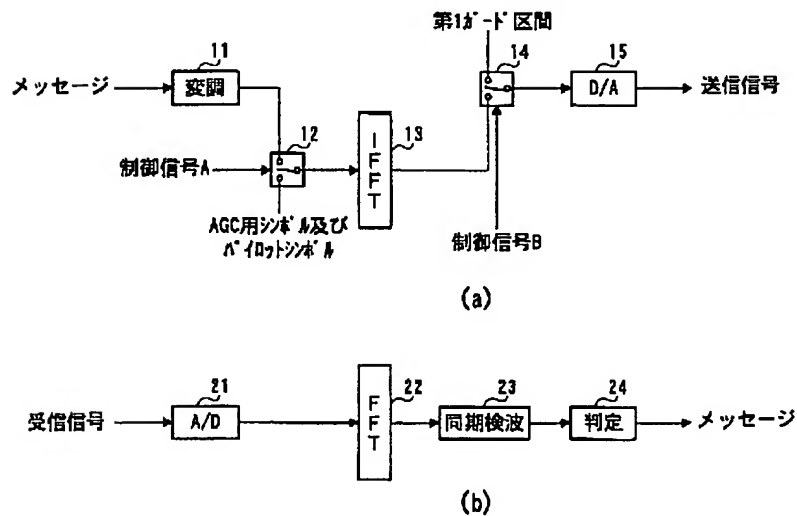 第1ガード区間
11
14
15
メッセージ
変調
D/A
送信信号
12
13
制御信号A
IFFT
AGC用シンボル及び
パイロットシンボル
制御信号B
(a)
21
22
23
24
受信信号
A/D
FFT
同期検波
判定
メッセージ
(b)